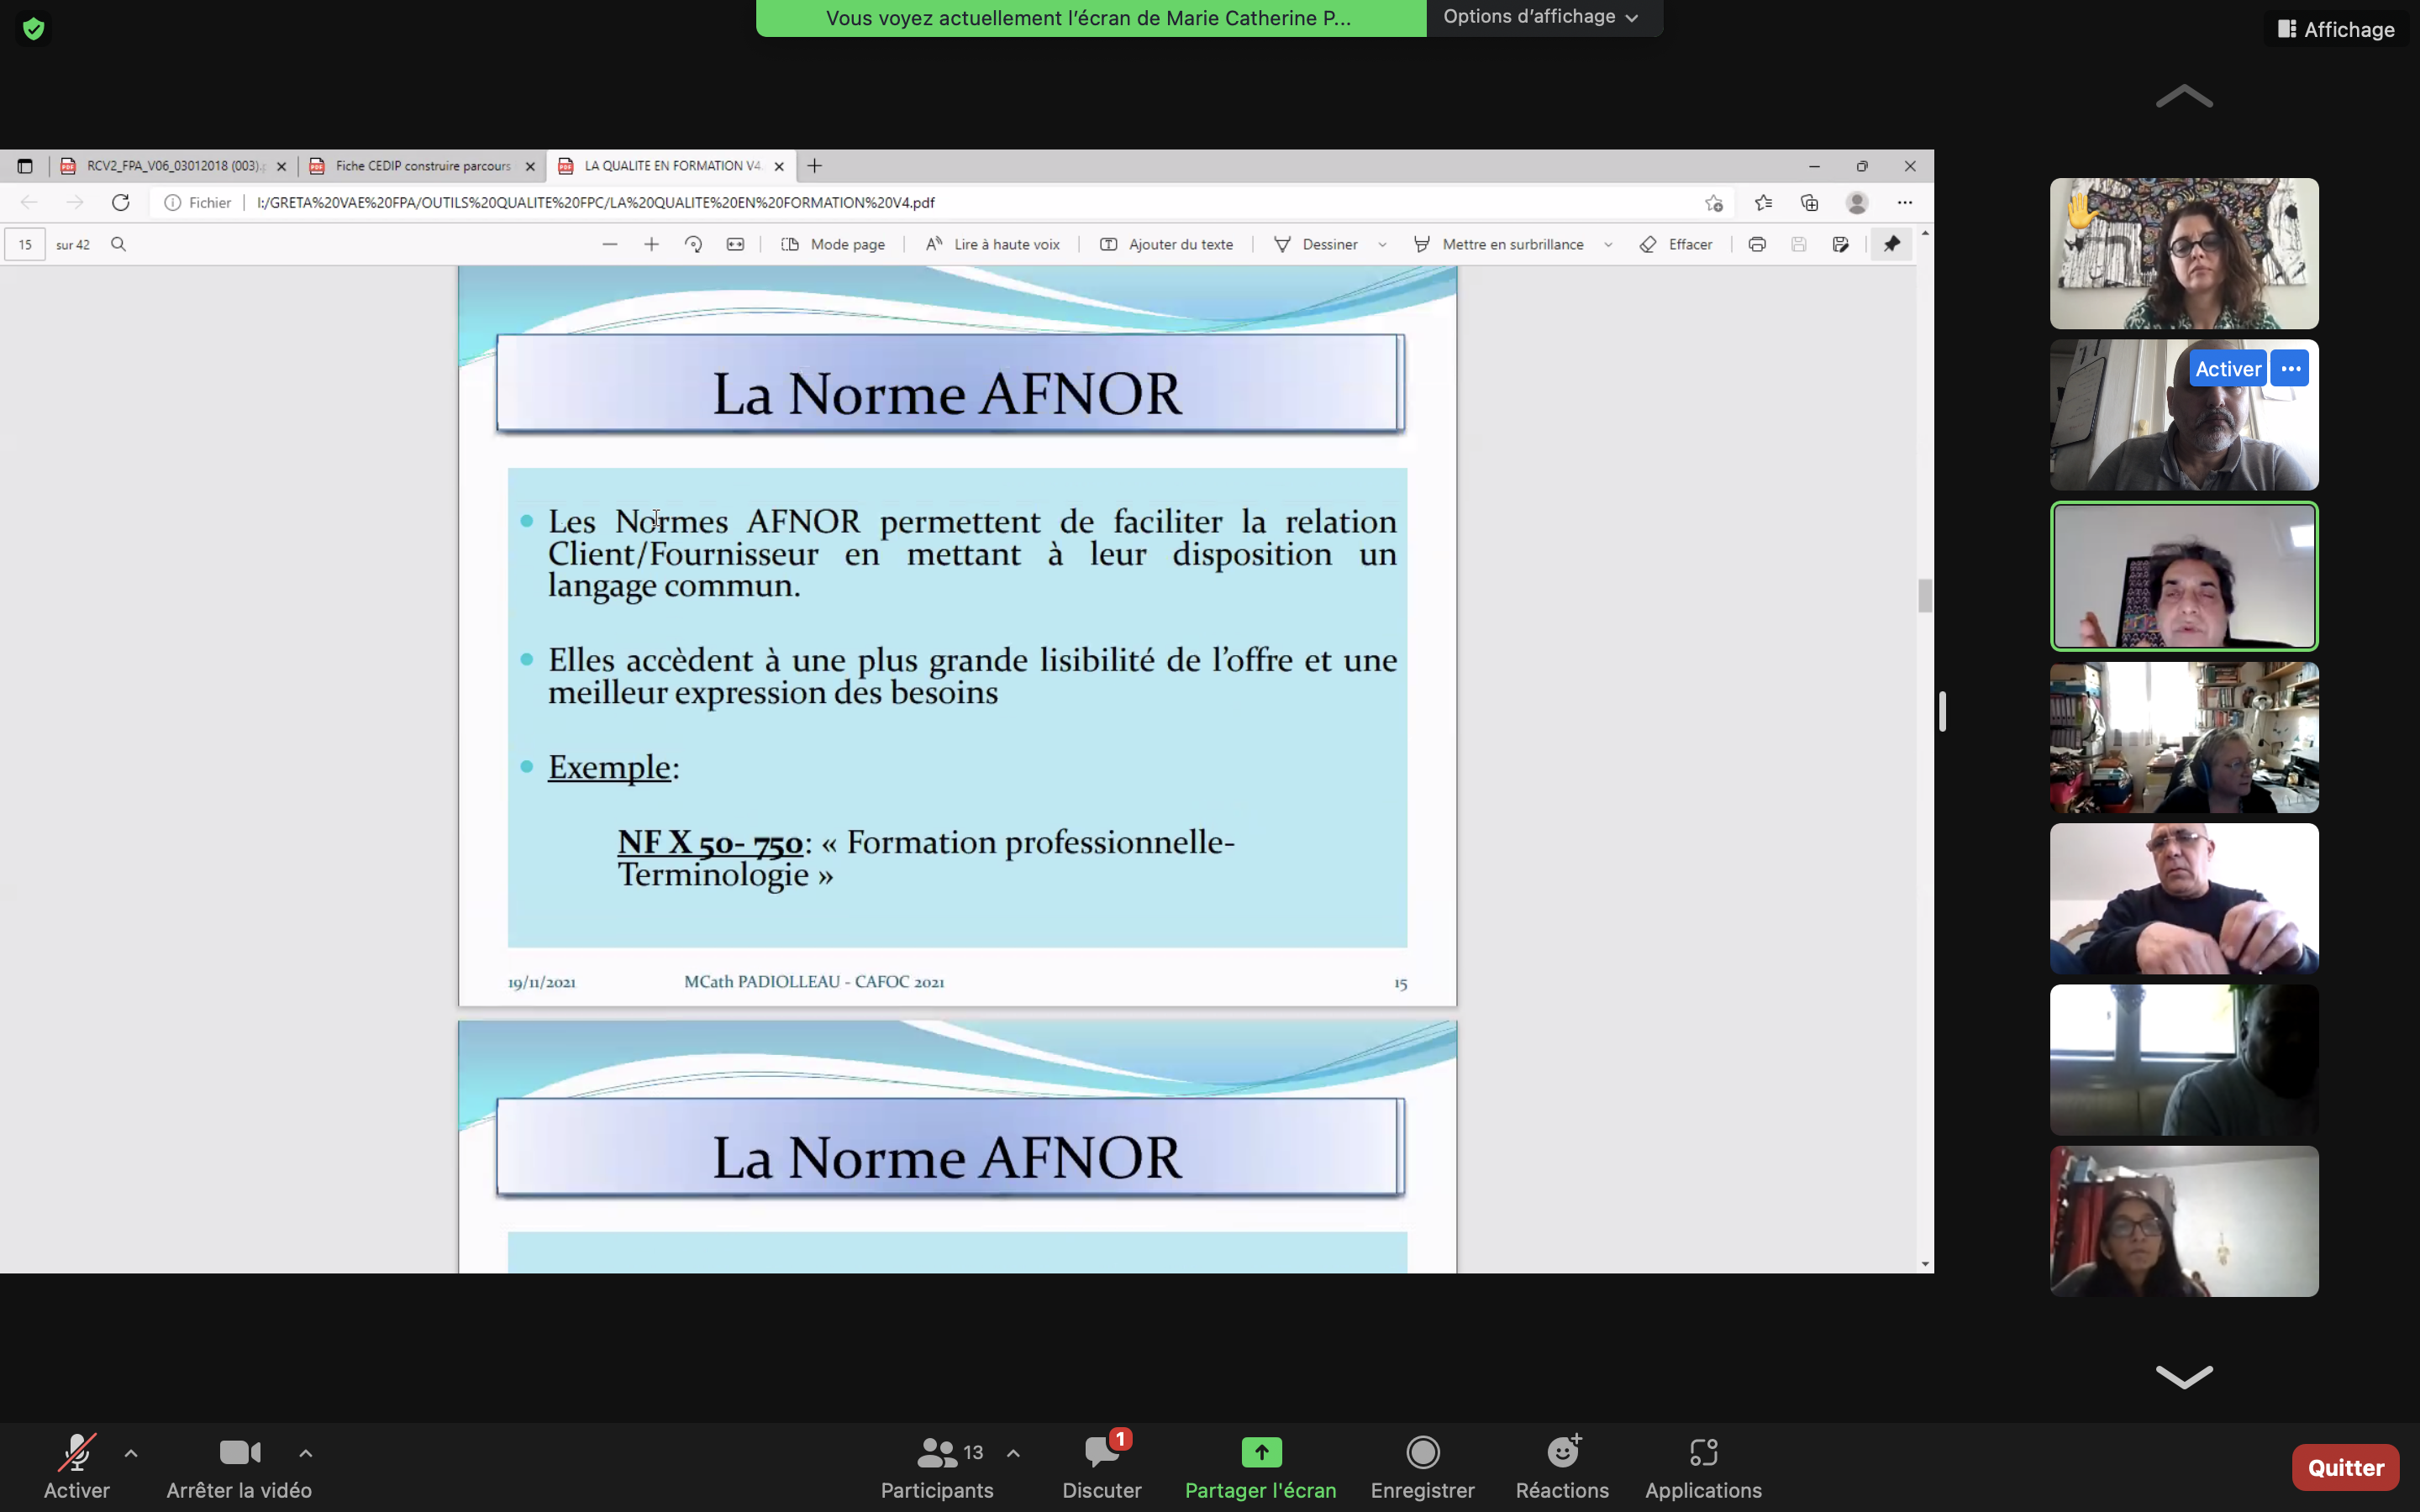 Vous voyez actuellement l'écran de Marie Catherine P...
Options d'affichage
Affichage
RCV2_FPA_V06_03012018 (003).p
Fiche CEDIP construire parcours
LA QUALITE EN FORMATION V4.
Fichier
I:/GRETA%20VAE%20FPA/OUTILS%20QUALITE%20FPC/LA%20QUALITE%20EN%20FORMATION%20V4.pdf
15 sur 42
Mode page
Lire à haute voix
Ajouter du texte
Dessiner
Mettre en surbrillance
Effacer
La Norme AFNOR
Les Normes AFNOR permettent de faciliter la relation
Client/Fournisseur en mettant à leur disposition un
langage commun.
Elles accèdent à une plus grande lisibilité de l'offre et une
meilleur expression des besoins
Exemple:
NF X 50- 750: « Formation professionnelle-
Terminologie »
19/11/2021
MCath PADIOLLEAU - CAFOC 2021
15
La Norme AFNOR
Activer
Activer
Arrêter la vidéo
13
Participants
1
Discuter
Partager l'écran
Enregistrer
Réactions
Applications
Quitter